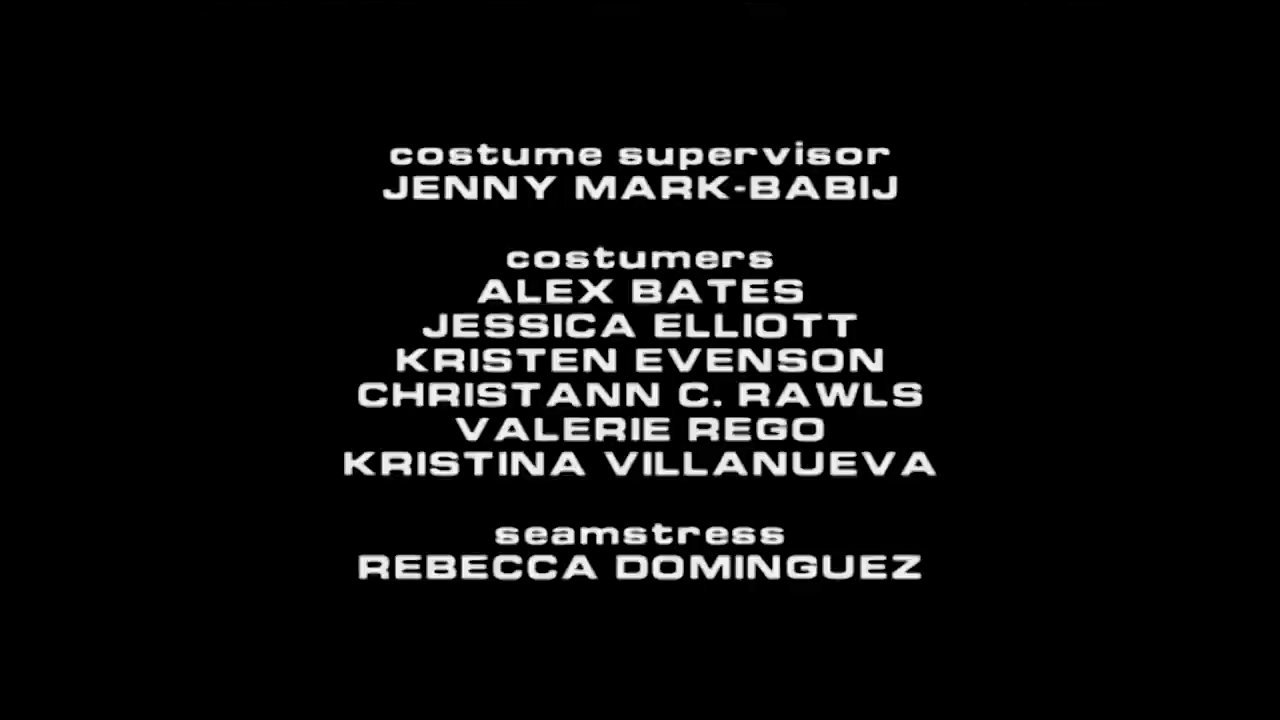 costume supervisor
JENNY MARK-BABIJ
costumers
ALEX BATES
JESSICA ELLIOTT
KRISTEN EVENSON
CHRISTANN C. RAWLS
VALERIE REGO
KRISTINA VILLANUEVA
seamstress
REBECCA DOMINGUEZ